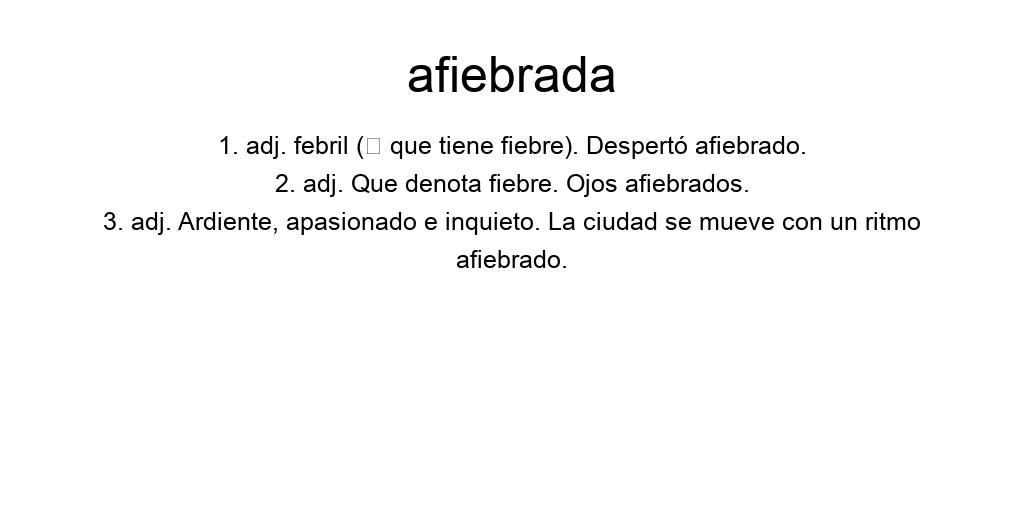 afiebrada
1. adj. febril (▯ que tiene fiebre). Despertó afiebrado.
2. adj. Que denota fiebre. Ojos afiebrados.
3. adj. Ardiente, apasionado e inquieto. La ciudad se mueve con un ritmo
afiebrado.